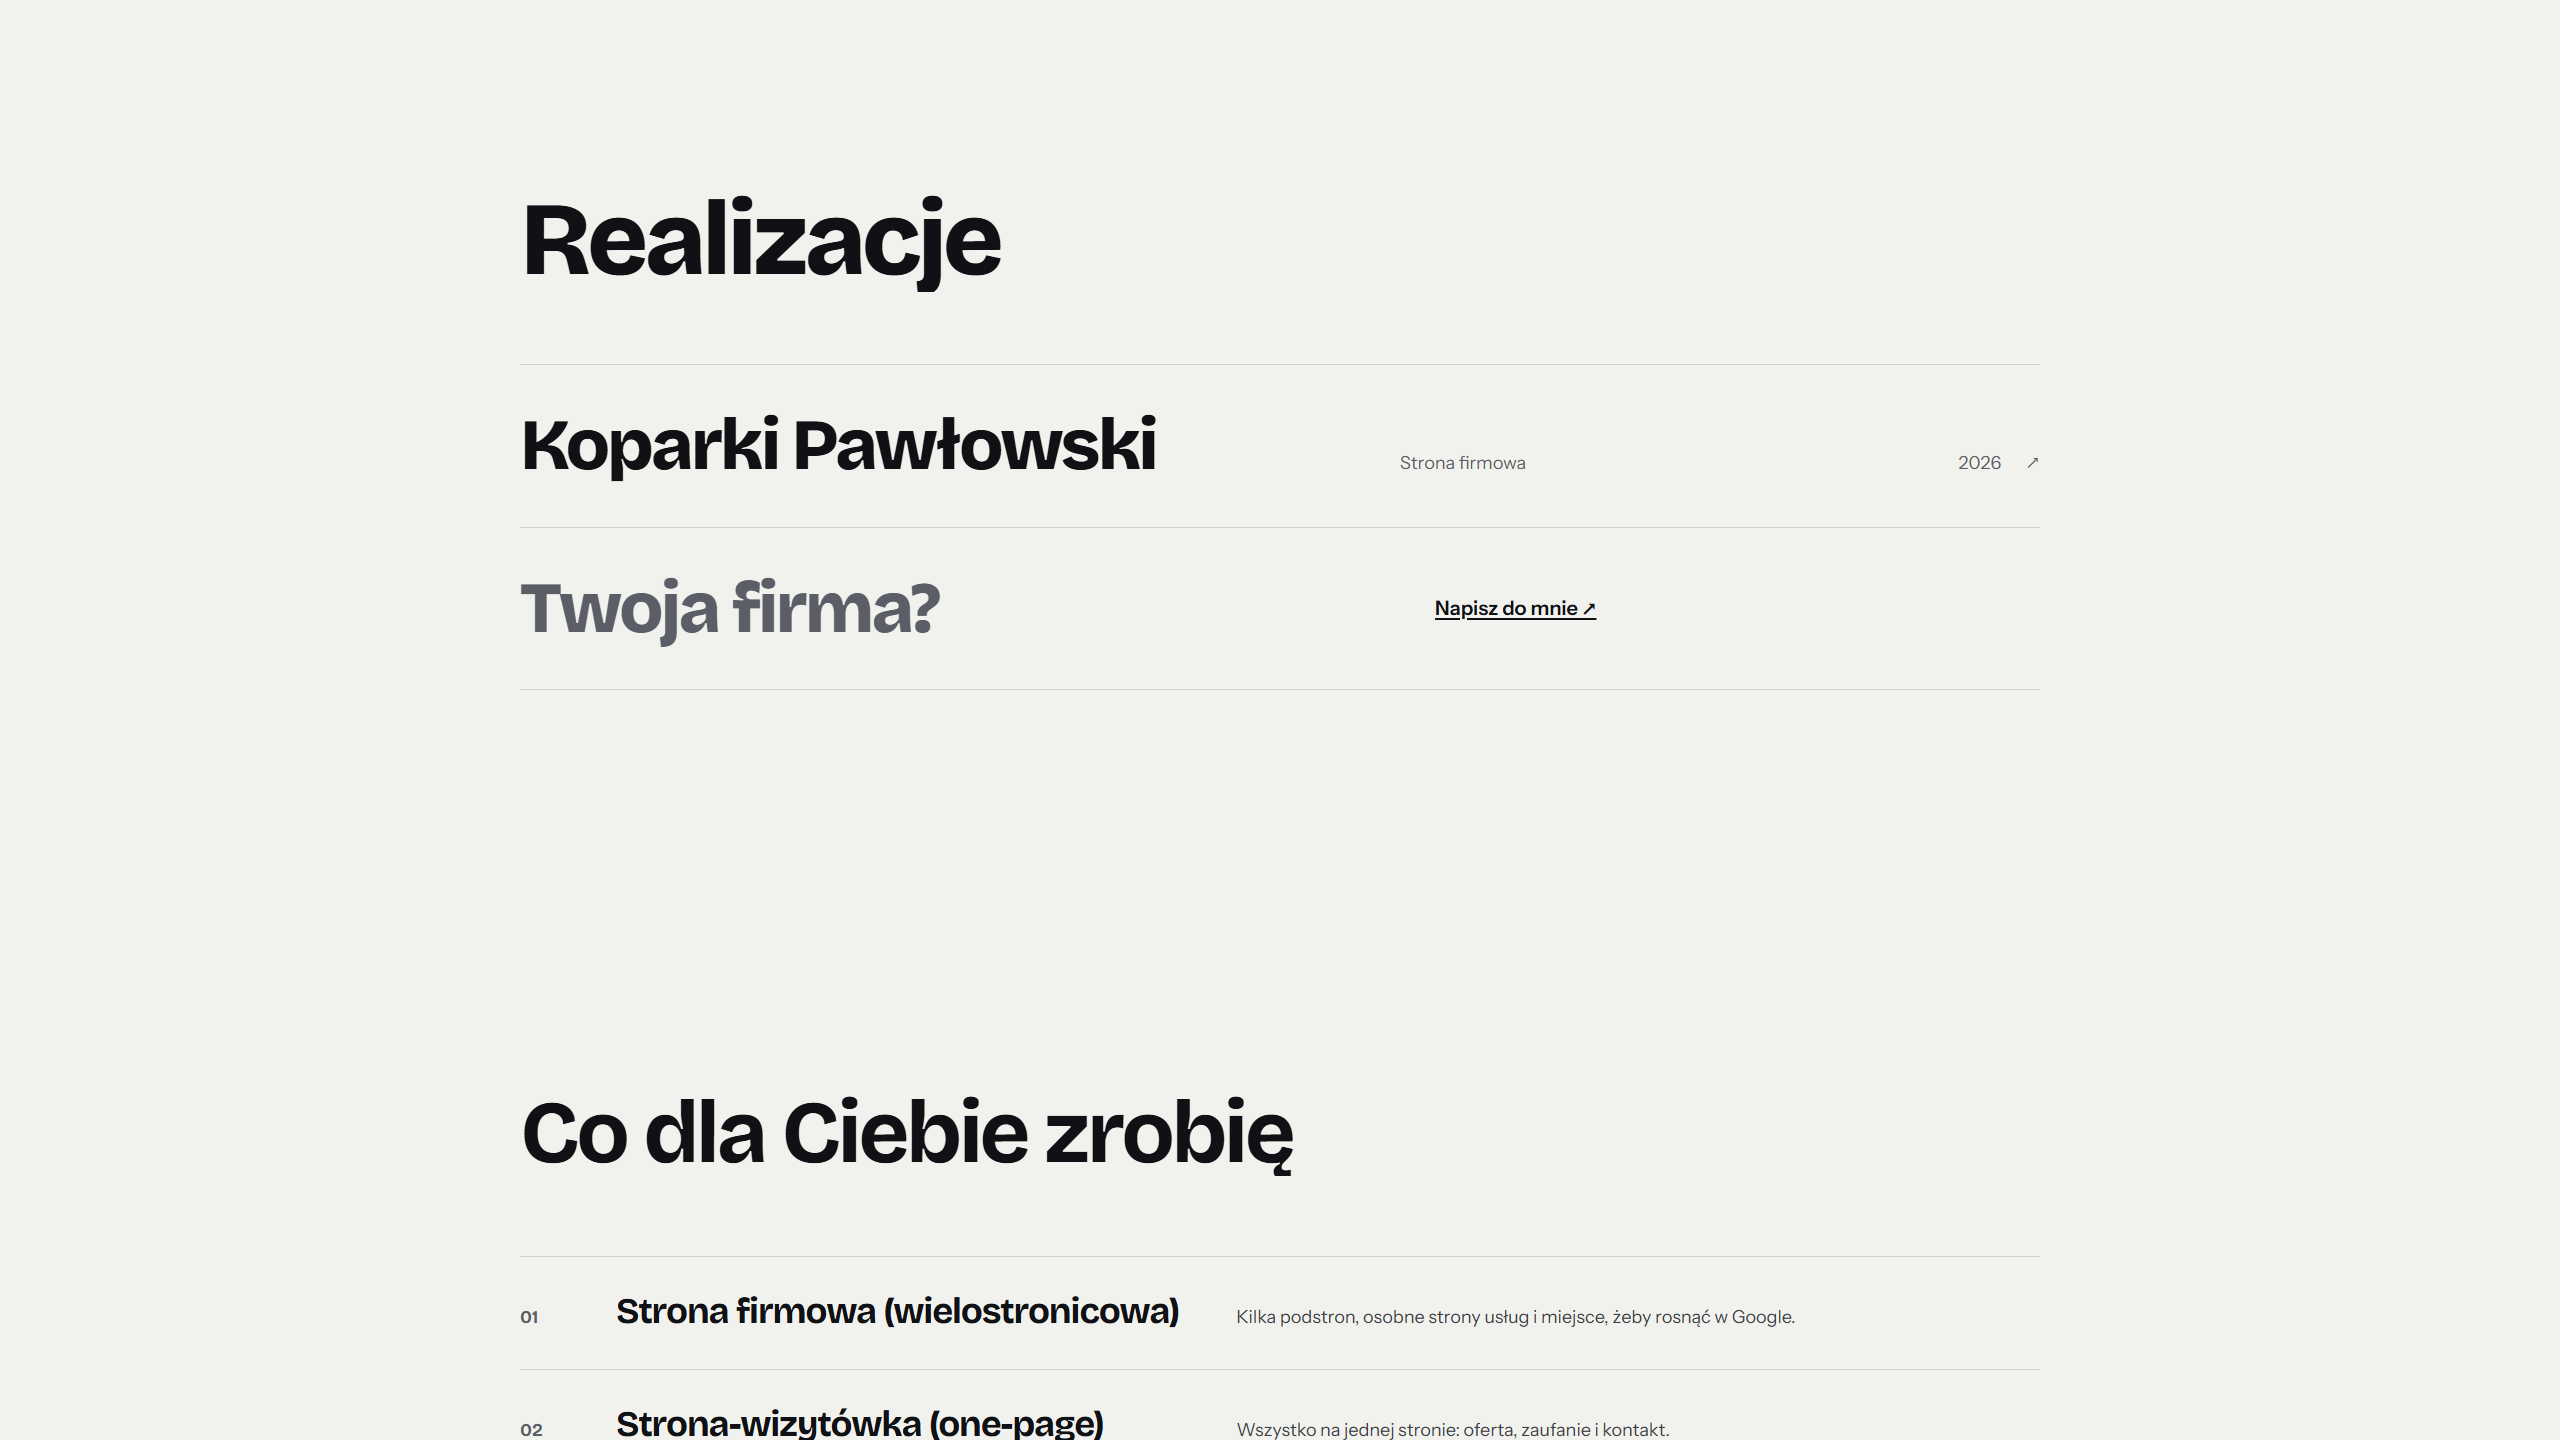 Realizacje
Koparki Pawłowski
Strona firmowa
2026 ↗
Twoja firma?
Napisz do mnie ↗
Co dla Ciebie zrobię
01
Strona firmowa (wielostronicowa)
Kilka podstron, osobne strony usług i miejsce, żeby rosnąć w Google.
02
Strona-wizytówka (one-page)
Wszystko na jednej stronie: oferta, zaufanie i kontakt.